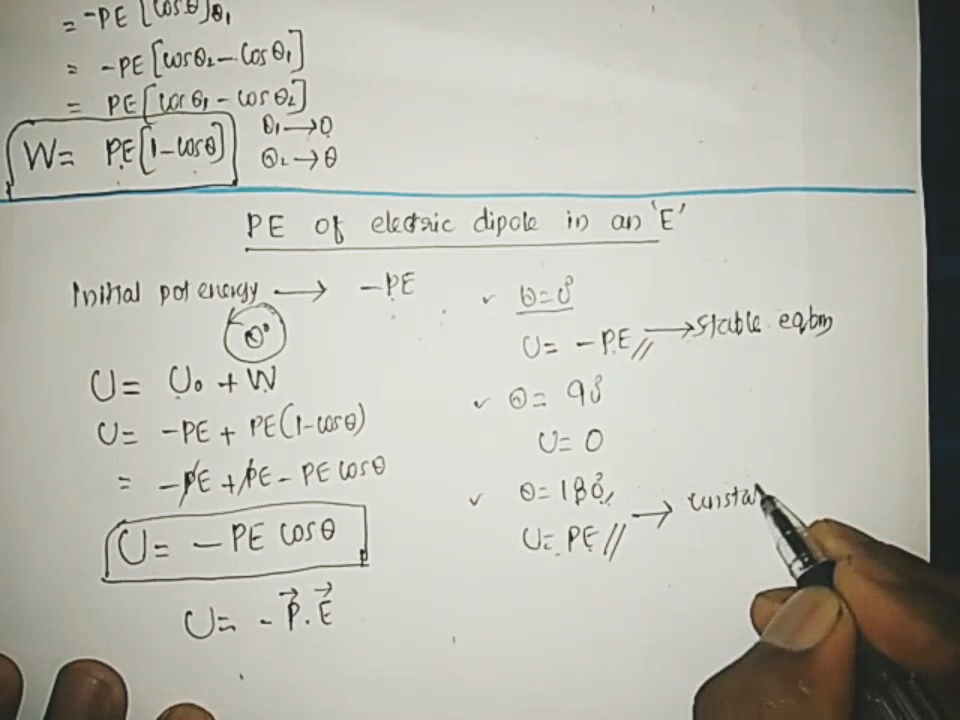 = -PE [cosθ]θ₁
= -PE [cosθ₂ - cosθ₁]
= PE [cosθ₁ - cosθ₂]
W = PE [1 - cosθ]
θ₁ → 0
θ₂ → θ
PE of electric dipole in an 'E'
Initial pot energy → -PE
0°
U = U₀ + W
U = -PE + PE(1-cosθ)
= -PE + PE - PE cosθ
U = - PE cosθ
U = - P⃗. E⃗
θ = 0°
U = - PE // → stable eqbm
θ = 90°
U = 0
θ = 180°,
U = PE // → unsta